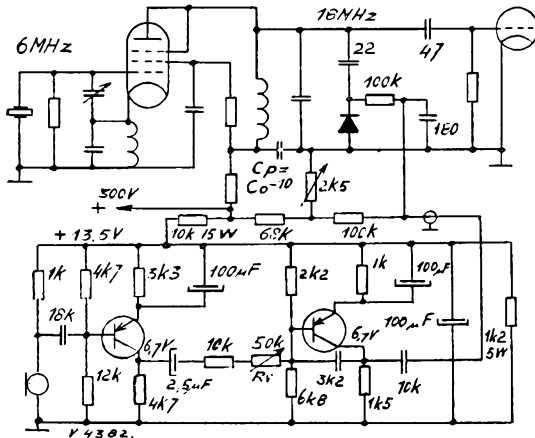 6MHz
18MHz
22
47
100k
180
Cp=
Co-10
2k5
300V
+
10k 15W
68k
100k
+ 13.5V
1k
4k7
3k3
100µF
2k2
1k
100µF
18k
6,7V
6,7V
100µF
10k
50k
Rv
1k2
5W
2,5µF
3k2
10k
12k
4k7
6k8
1k5
V 4382.